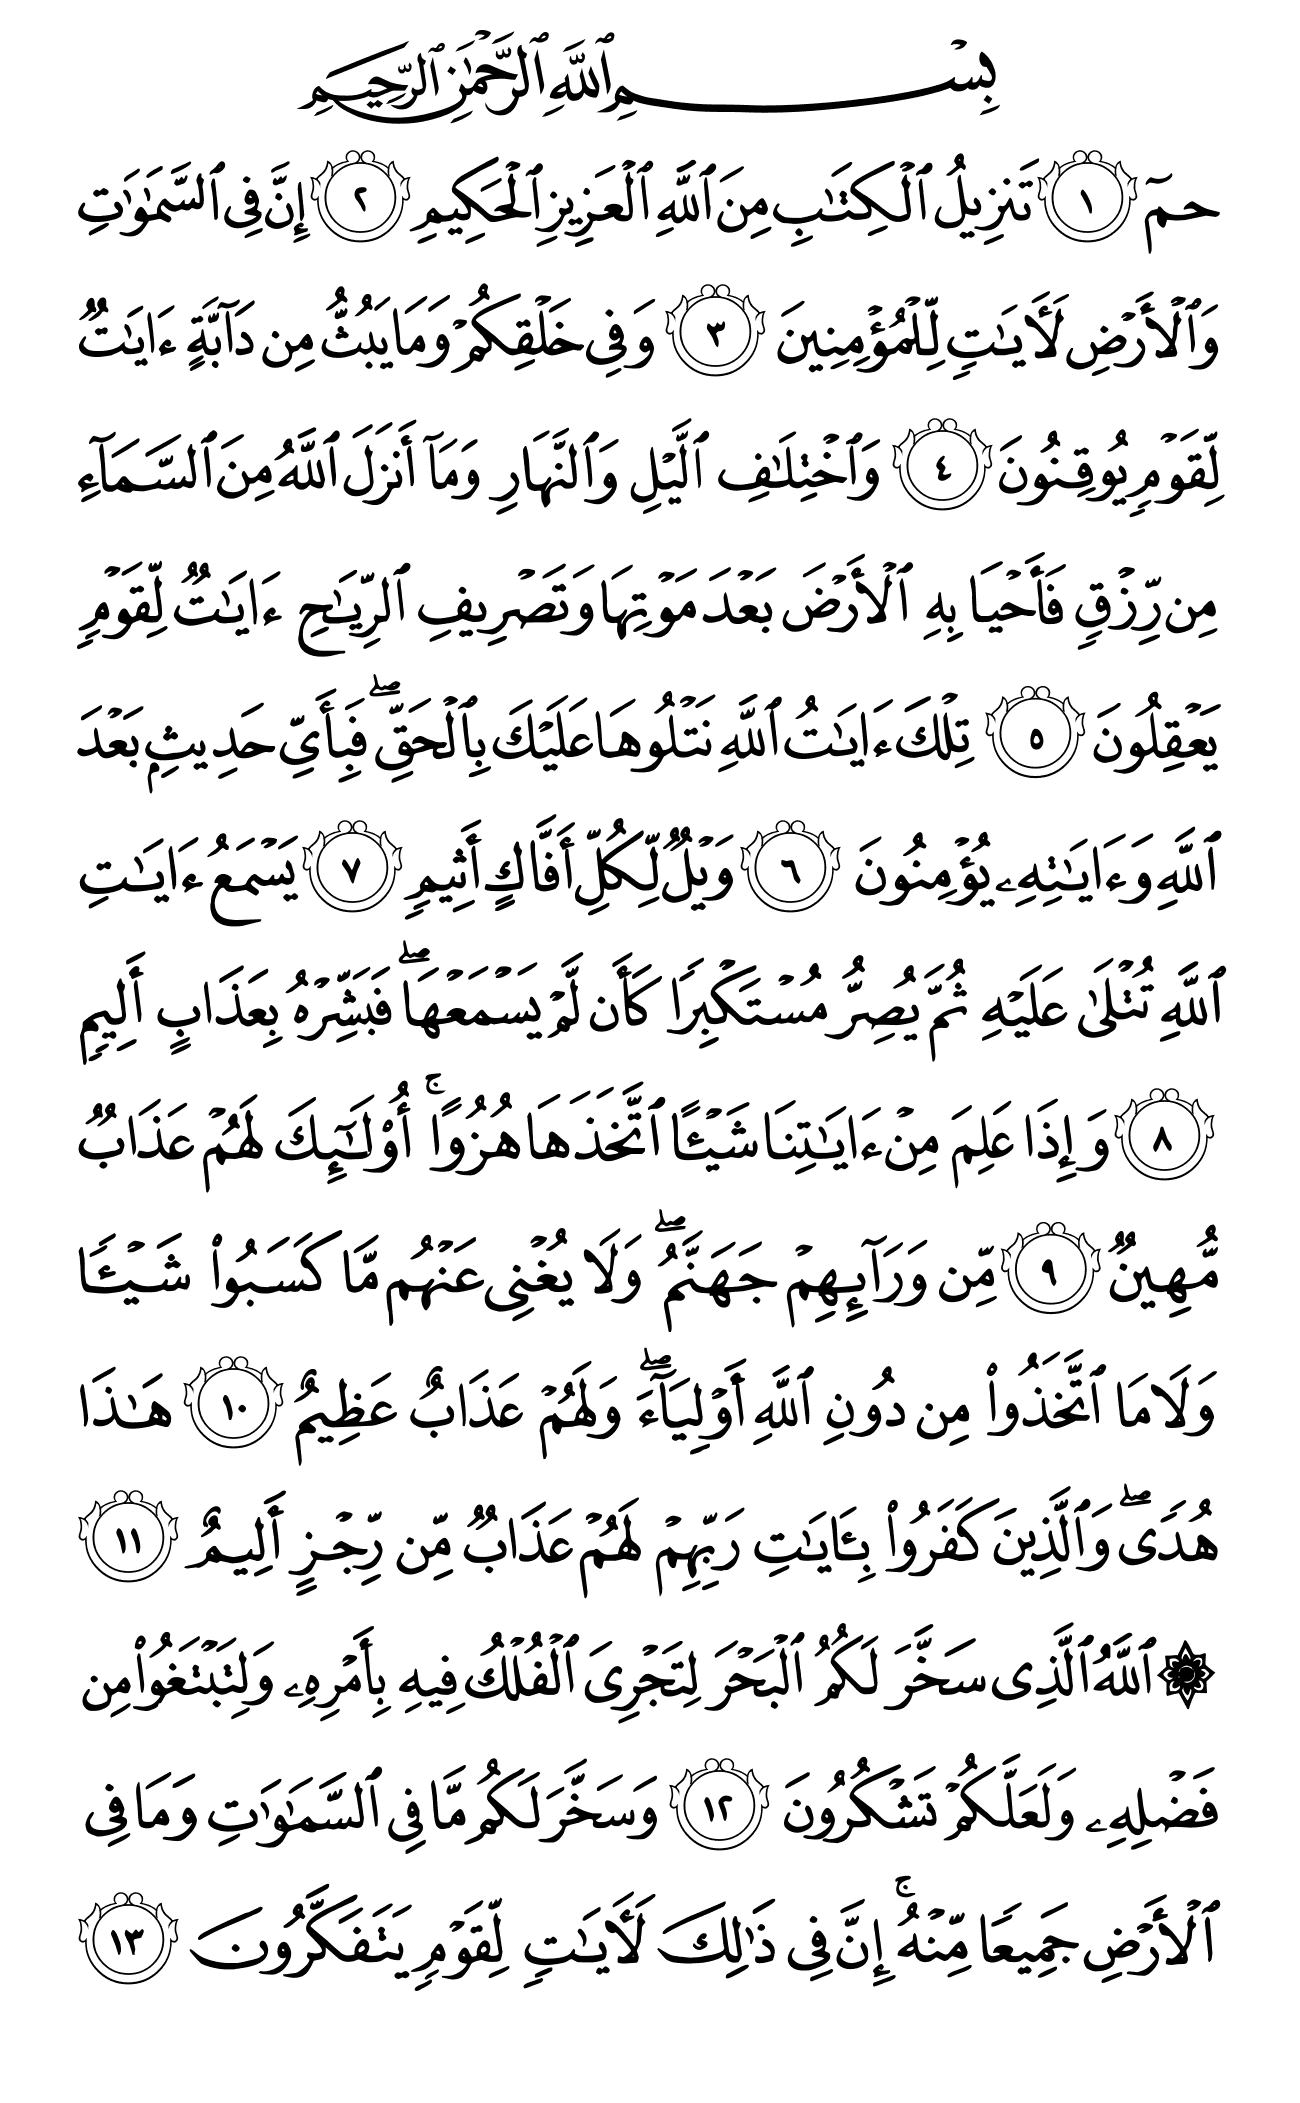 بِسْمِ ٱللَّهِ ٱلرَّحْمَٰنِ ٱلرَّحِيمِ
حمٓ ١ تَنزِيلُ ٱلْكِتَٰبِ مِنَ ٱللَّهِ ٱلْعَزِيزِ ٱلْحَكِيمِ ٢ إِنَّ فِى ٱلسَّمَٰوَٰتِ
وَٱلْأَرْضِ لَءَايَٰتٍ لِّلْمُؤْمِنِينَ ٣ وَفِى خَلْقِكُمْ وَمَا يَبُثُّ مِن دَآبَّةٍ ءَايَٰتٌ
لِّقَوْمٍ يُوقِنُونَ ٤ وَٱخْتِلَٰفِ ٱلَّيْلِ وَٱلنَّهَارِ وَمَآ أَنزَلَ ٱللَّهُ مِنَ ٱلسَّمَآءِ
مِن رِّزْقٍ فَأَحْيَا بِهِ ٱلْأَرْضَ بَعْدَ مَوْتِهَا وَتَصْرِيفِ ٱلرِّيَٰحِ ءَايَٰتٌ لِّقَوْمٍ
يَعْقِلُونَ ٥ تِلْكَ ءَايَٰتُ ٱللَّهِ نَتْلُوهَا عَلَيْكَ بِٱلْحَقِّ ۖ فَبِأَىِّ حَدِيثٍۭ بَعْدَ
ٱللَّهِ وَءَايَٰتِهِۦ يُؤْمِنُونَ ٦ وَيْلٌ لِّكُلِّ أَفَّاكٍ أَثِيمٍ ٧ يَسْمَعُ ءَايَٰتِ
ٱللَّهِ تُتْلَىٰ عَلَيْهِ ثُمَّ يُصِرُّ مُسْتَكْبِرًا كَأَن لَّمْ يَسْمَعْهَا ۖ فَبَشِّرْهُ بِعَذَابٍ أَلِيمٍ
٨ وَإِذَا عَلِمَ مِنْ ءَايَٰتِنَا شَيْـًٔا ٱتَّخَذَهَا هُزُوًا ۚ أُو۟لَٰٓئِكَ لَهُمْ عَذَابٌ
مُّهِينٌ ٩ مِّن وَرَآئِهِمْ جَهَنَّمُ ۖ وَلَا يُغْنِى عَنْهُم مَّا كَسَبُوا۟ شَيْـًٔا
وَلَا مَا ٱتَّخَذُوا۟ مِن دُونِ ٱللَّهِ أَوْلِيَآءَ ۖ وَلَهُمْ عَذَابٌ عَظِيمٌ ١٠ هَٰذَا
هُدًى ۖ وَٱلَّذِينَ كَفَرُوا۟ بِـَٔايَٰتِ رَبِّهِمْ لَهُمْ عَذَابٌ مِّن رِّجْزٍ أَلِيمٌ ١١
۞ ٱللَّهُ ٱلَّذِى سَخَّرَ لَكُمُ ٱلْبَحْرَ لِتَجْرِىَ ٱلْفُلْكُ فِيهِ بِأَمْرِهِۦ وَلِتَبْتَغُوا۟ مِن
فَضْلِهِۦ وَلَعَلَّكُمْ تَشْكُرُونَ ١٢ وَسَخَّرَ لَكُم مَّا فِى ٱلسَّمَٰوَٰتِ وَمَا فِى
ٱلْأَرْضِ جَمِيعًا مِّنْهُ ۚ إِنَّ فِى ذَٰلِكَ لَءَايَٰتٍ لِّقَوْمٍ يَتَفَكَّرُونَ ١٣